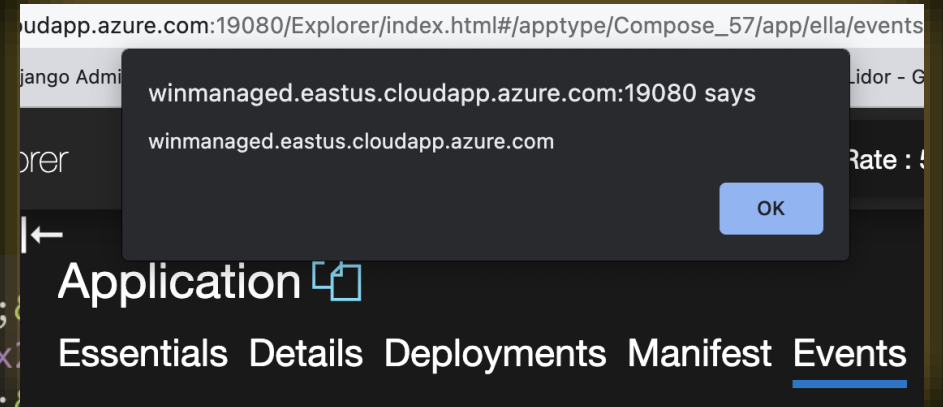 udapp.azure.com:19080/Explorer/index.html#/apptype/Compose_57/app/ella/events
jango Admi
Lidor - G
winmanaged.eastus.cloudapp.azure.com:19080 says
winmanaged.eastus.cloudapp.azure.com
OK
orer
Rate : 5
Application
Essentials Details Deployments Manifest Events